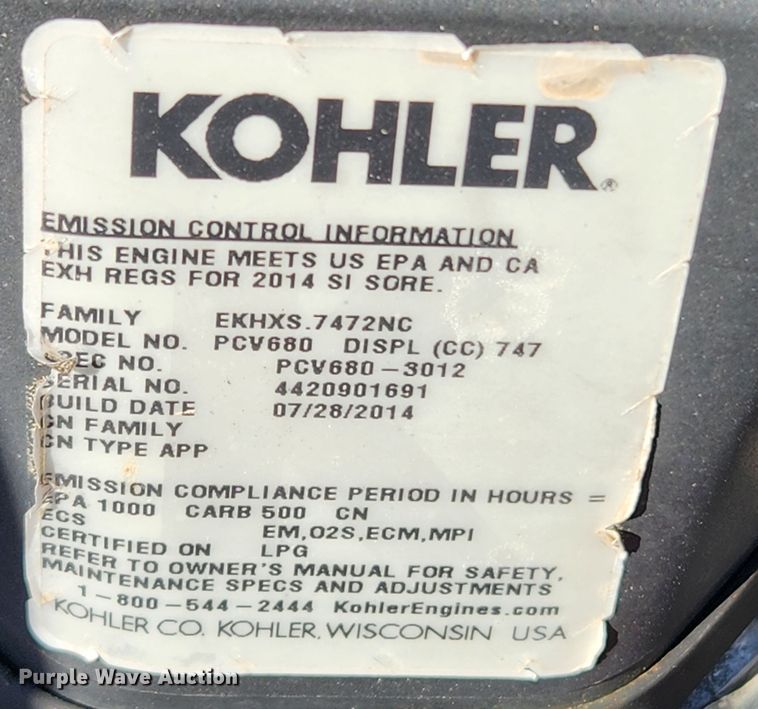 KOHLER®
EMISSION CONTROL INFORMATION
THIS ENGINE MEETS US EPA AND CA
EXH REGS FOR 2014 SI SORE.
FAMILY EKHXS.7472NC
MODEL NO. PCV680 DISPL (CC) 747
SPEC NO. PCV680-3012
SERIAL NO. 4420901691
BUILD DATE 07/28/2014
CN FAMILY
CN TYPE APP
EMISSION COMPLIANCE PERIOD IN HOURS =
EPA 1000 CARB 500 CN
ECS EM,O2S,ECM,MPI
CERTIFIED ON LPG
REFER TO OWNER'S MANUAL FOR SAFETY,
MAINTENANCE SPECS AND ADJUSTMENTS
1-800-544-2444 KohlerEngines.com
KOHLER CO. KOHLER, WISCONSIN USA
Purple Wave Auction